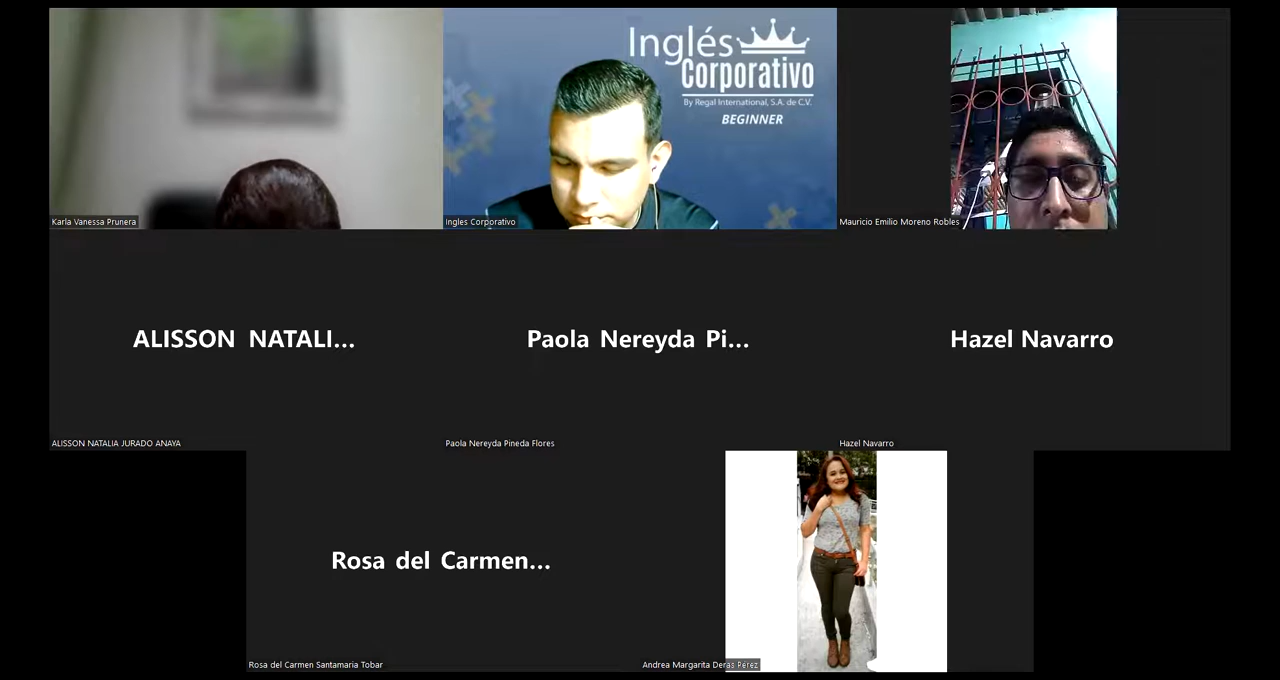 Inglés
Corporativo
By Regal International, S.A. de C.V.
BEGINNER
Karla Vanessa Prunera
Ingles Corporativo
Mauricio Emilio Moreno Robles
ALISSON NATALI...
Paola Nereyda Pi...
Hazel Navarro
ALISSON NATALIA JURADO ANAYA
Paola Nereyda Pineda Flores
Hazel Navarro
Rosa del Carmen...
Rosa del Carmen Santamaria Tobar
Andrea Margarita Deras Pérez